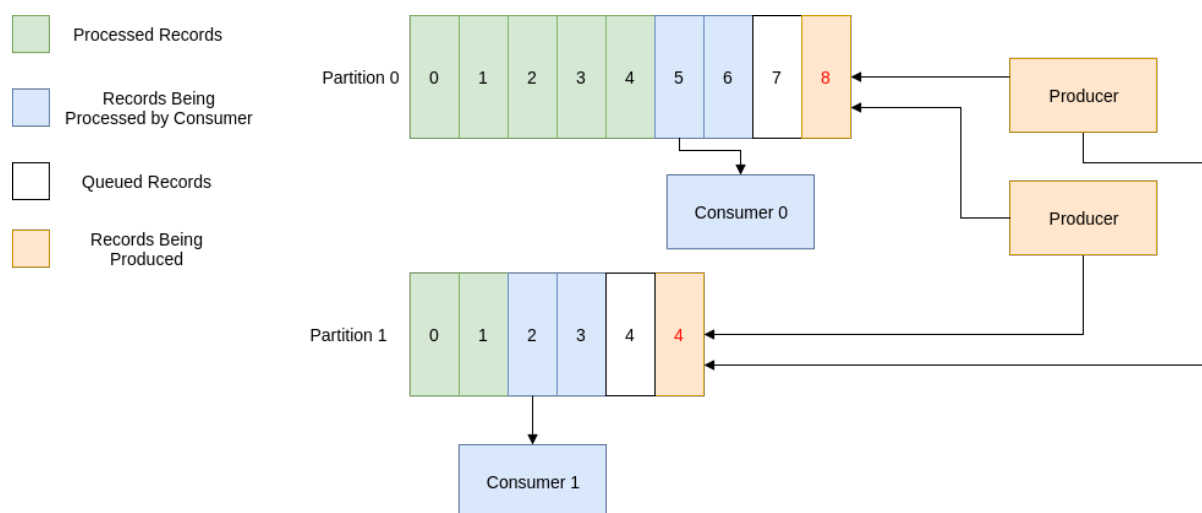 Processed Records
Records Being
Processed by Consumer
Queued Records
Records Being
Produced
Partition 0
0 1 2 3 4 5 6 7 8
Producer
Consumer 0
Producer
Partition 1
0 1 2 3 4 4
Consumer 1